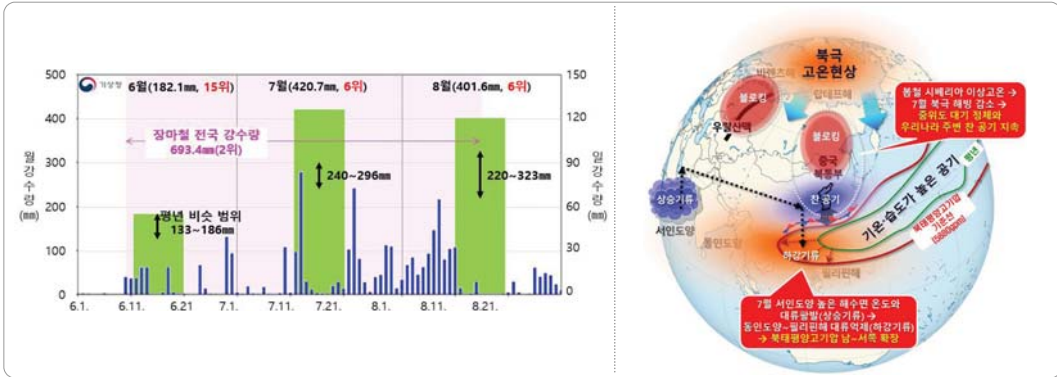 기상청
6월(182.1mm, 15위)
7월(420.7mm, 6위)
8월(401.6mm, 6위)
장마철 전국 강수량
693.4mm(2위)
평년 비슷 범위
133~186mm
240~296mm
220~323mm
월강수량(mm)
500
400
300
200
100
0
일강수량(mm)
150
120
90
60
30
0
6.1.
6.11.
6.21
7.1.
7.11.
7.21.
8.1.
8.11.
8.21.
북극
고온현상
바렌츠해
랍테프해
블로킹
우랄산맥
블로킹
중국
북동부
찬 공기
상승기류
서인도양
동인도양
하강기류
필리핀해
기온·습도가 높은 공기
평년
북태평양고기압
기준선
(5880gpm)
봄철 시베리아 이상고온 →
7월 북극 해빙 감소 →
중위도 대기 정체와
우리나라 주변 찬 공기 지속
7월 서인도양 높은 해수면 온도와
대류활발(상승기류) →
동인도양~필리핀해 대류억제(하강기류)
→ 북태평양고기압 남~서쪽 확장